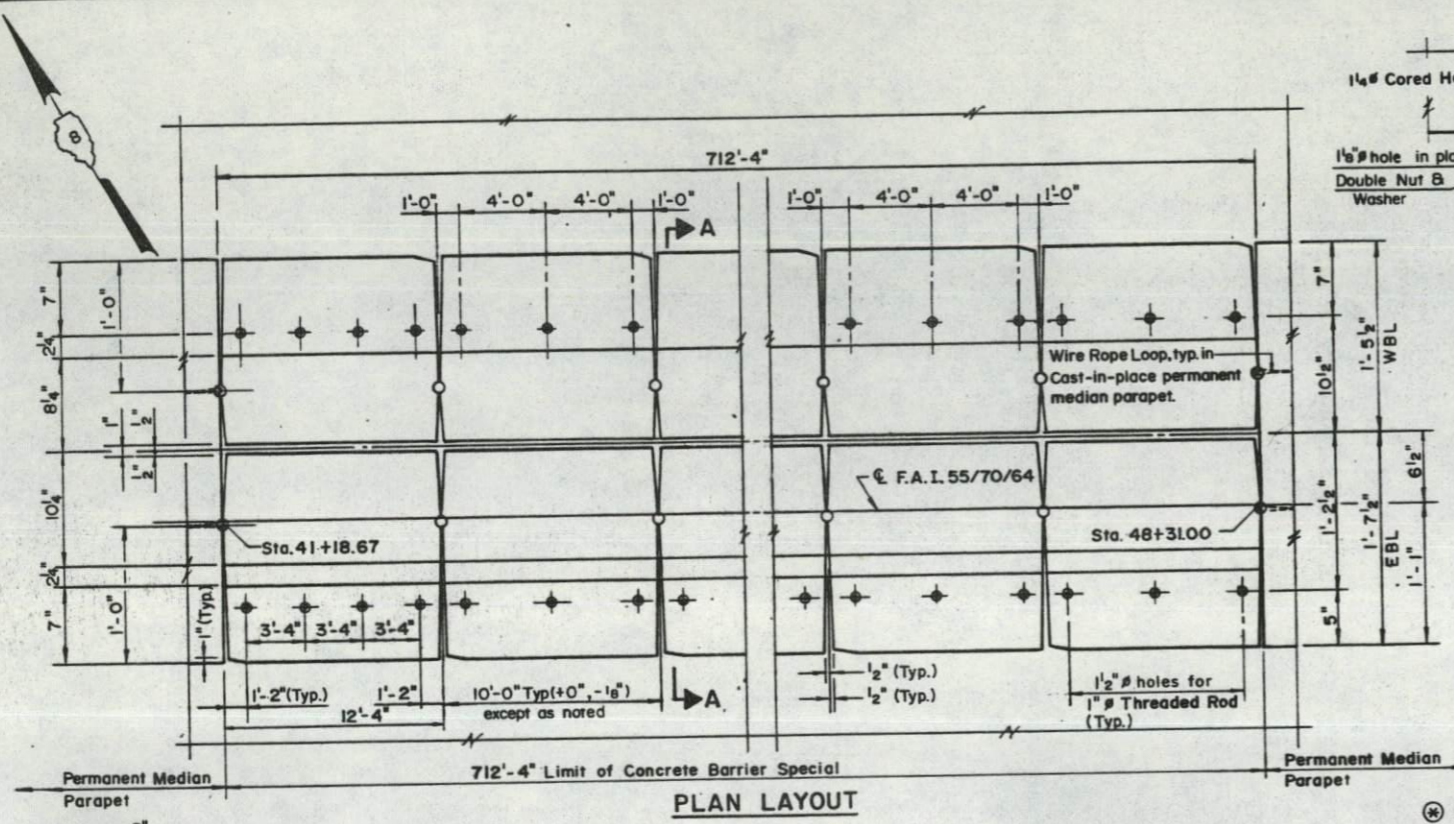 8
1¼ø Cored H
1⅛"ø hole in pla
Double Nut &
Washer
712'-4"
1'-0" 4'-0" 4'-0" 1'-0" 1'-0" 4'-0" 4'-0" 1'-0"
A
7"
2¼"
8¼"
1'-0"
1"
½"
½"
10¼"
2¼"
7"
1'-0"
1" (Typ.)
Wire Rope Loop, typ. in
Cast-in-place permanent
median parapet.
7"
10½"
1'-5½"
WBL
1'-2½"
5"
1'-7½"
EBL
6½"
1'-1"
℄ F.A.I. 55/70/64
Sta. 41+18.67
Sta. 48+31.00
3'-4" 3'-4" 3'-4"
1'-2"(Typ.) 1'-2"
12'-4"
10'-0" Typ(+0", -⅛")
except as noted
A
½" (Typ.)
½" (Typ.)
1½"ø holes for
1"ø Threaded Rod
(Typ.)
Permanent Median
Parapet
712'-4" Limit of Concrete Barrier Special
Permanent Median
Parapet
PLAN LAYOUT